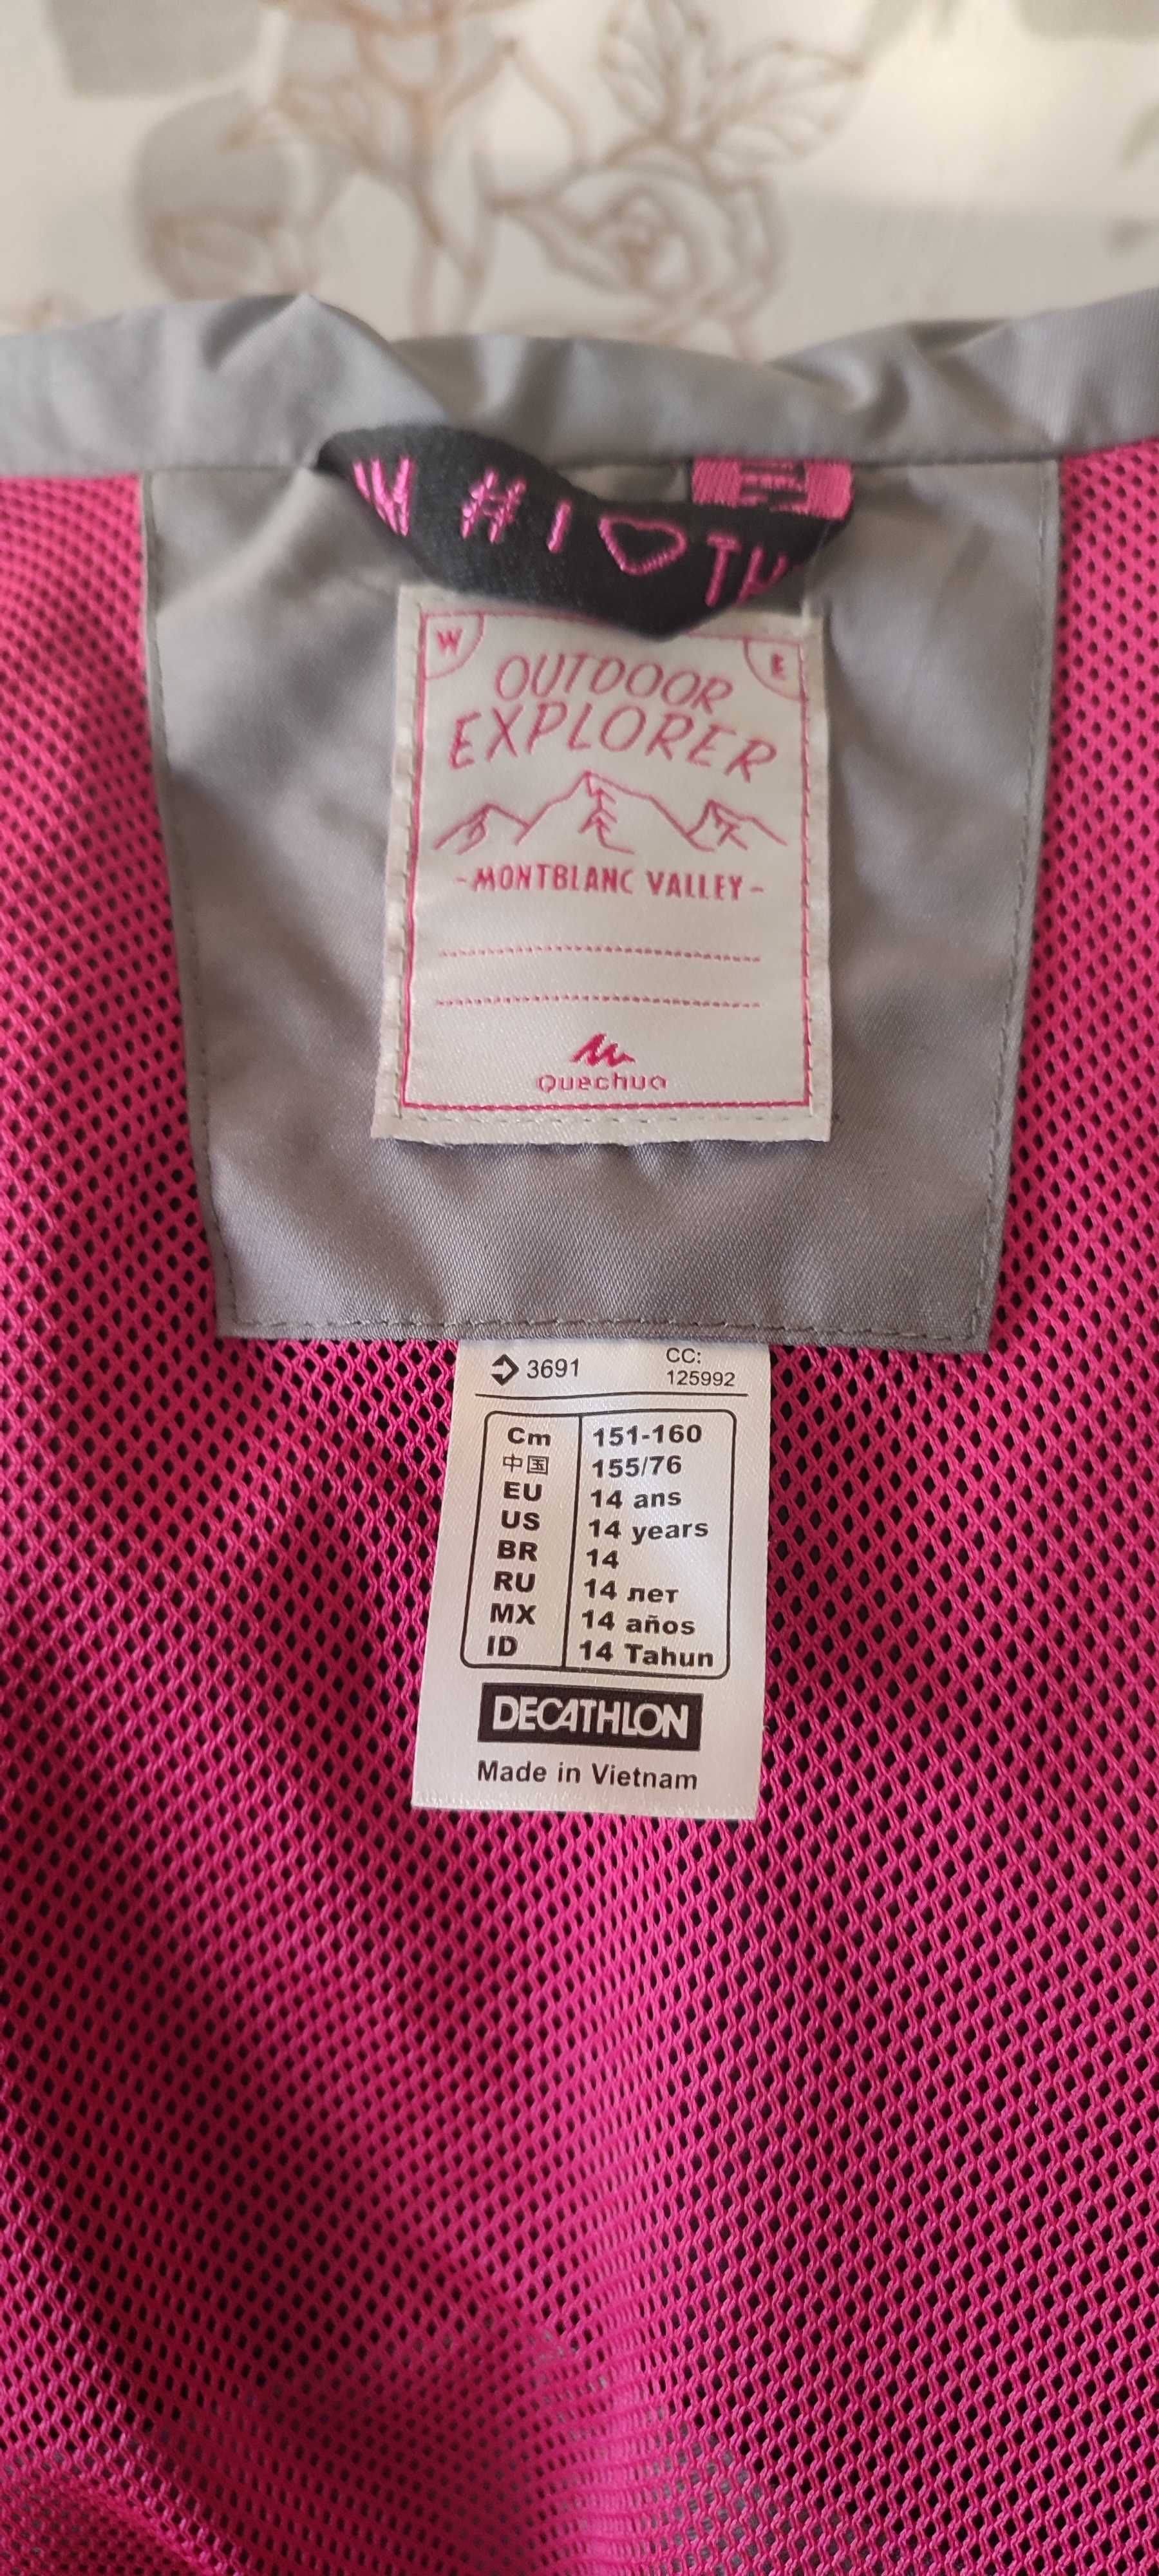 # I ♡ TH
W
E
OUTDOOR
EXPLORER
-MONTBLANC VALLEY-
Quechua
3691
CC:
125992
Cm 151-160
中国 155/76
EU 14 ans
US 14 years
BR 14
RU 14 лет
MX 14 años
ID 14 Tahun
DECATHLON
Made in Vietnam